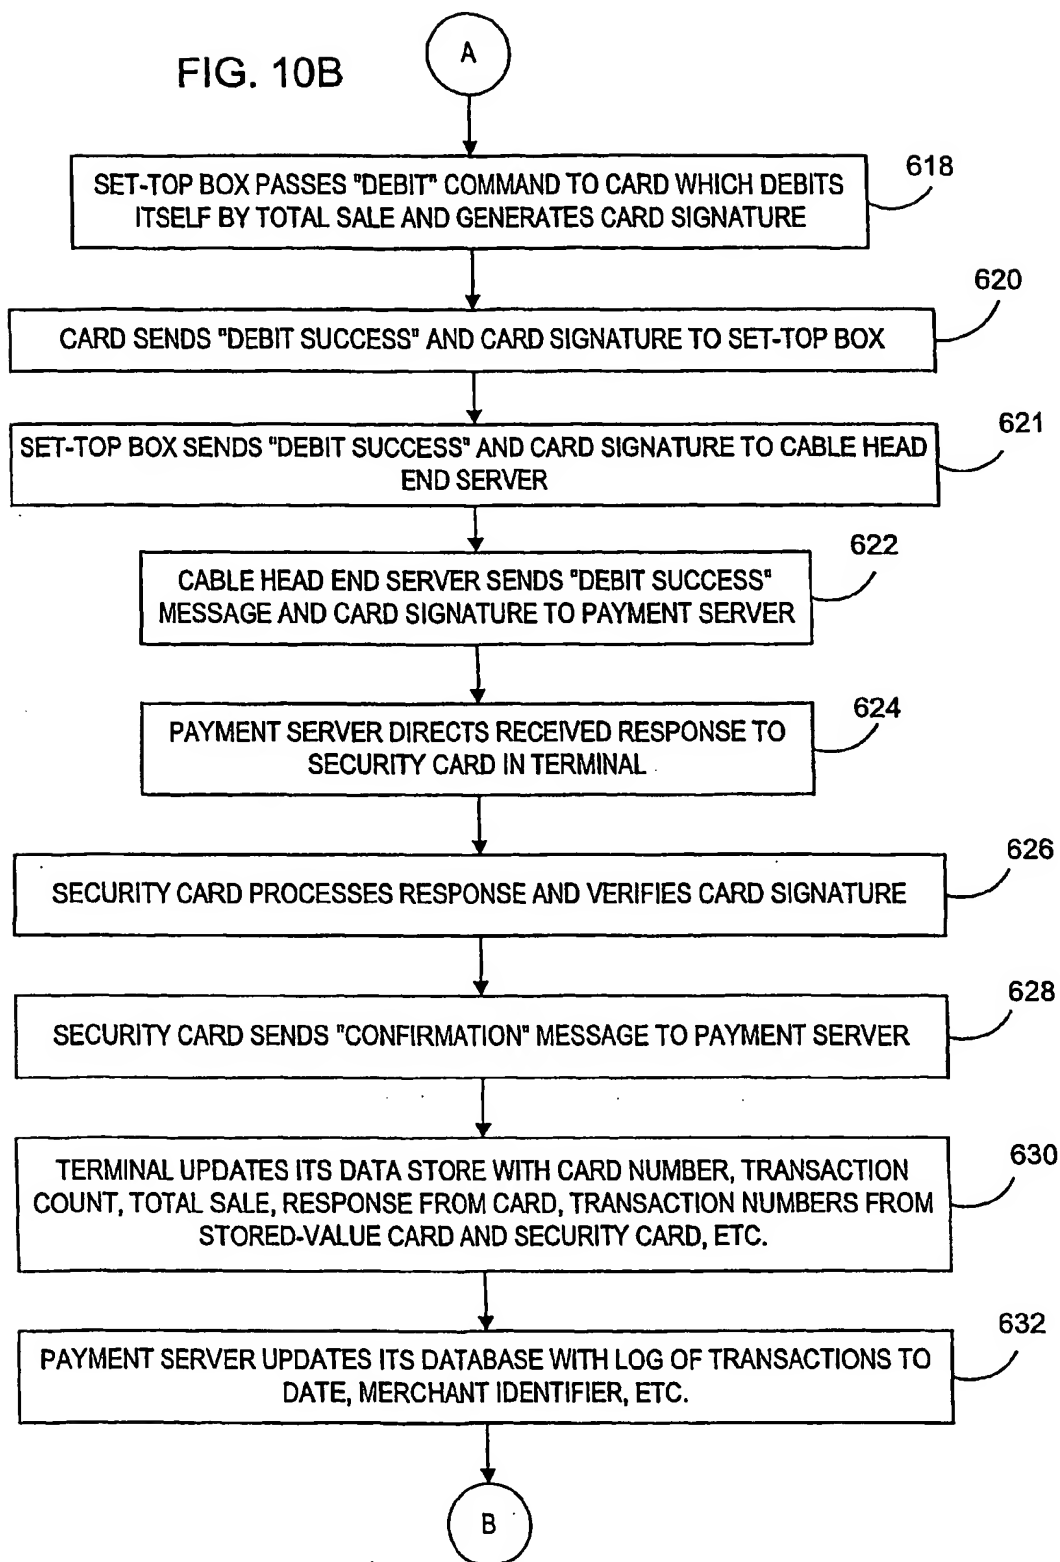 A
FIG. 10B
618
SET-TOP BOX PASSES "DEBIT" COMMAND TO CARD WHICH DEBITS
ITSELF BY TOTAL SALE AND GENERATES CARD SIGNATURE
620
CARD SENDS "DEBIT SUCCESS" AND CARD SIGNATURE TO SET-TOP BOX
621
SET-TOP BOX SENDS "DEBIT SUCCESS" AND CARD SIGNATURE TO CABLE HEAD
END SERVER
622
CABLE HEAD END SERVER SENDS "DEBIT SUCCESS"
MESSAGE AND CARD SIGNATURE TO PAYMENT SERVER
624
PAYMENT SERVER DIRECTS RECEIVED RESPONSE TO
SECURITY CARD IN TERMINAL
626
SECURITY CARD PROCESSES RESPONSE AND VERIFIES CARD SIGNATURE
628
SECURITY CARD SENDS "CONFIRMATION" MESSAGE TO PAYMENT SERVER
630
TERMINAL UPDATES ITS DATA STORE WITH CARD NUMBER, TRANSACTION
COUNT, TOTAL SALE, RESPONSE FROM CARD, TRANSACTION NUMBERS FROM
STORED-VALUE CARD AND SECURITY CARD, ETC.
632
PAYMENT SERVER UPDATES ITS DATABASE WITH LOG OF TRANSACTIONS TO
DATE, MERCHANT IDENTIFIER, ETC.
B